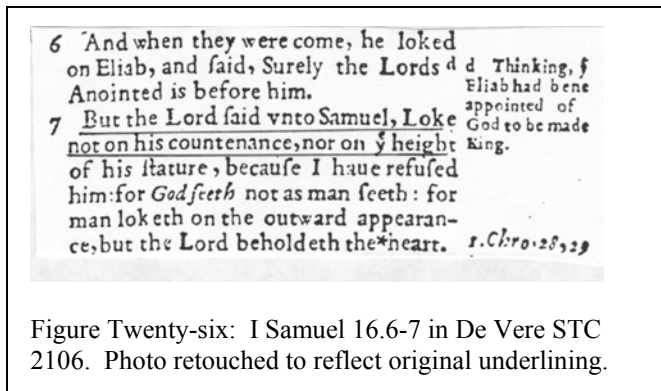 6 And when they were come, he loked
on Eliab, and ſaid, Surely the Lords d
Anointed is before him.
7 But the Lord ſaid vnto Samuel, Loke
not on his countenance, nor on ẏ height
of his ſtature, becauſe I haue refuſed
him: for God ſeeth not as man ſeeth: for
man loketh on the outward appearan-
ce, but the Lord beholdeth the*heart.
d Thinking, ẏ
Eliab had bene
appointed of
God to be made
King.
1. Chro. 28, 29
Figure Twenty-six: I Samuel 16.6-7 in De Vere STC
2106. Photo retouched to reflect original underlining.